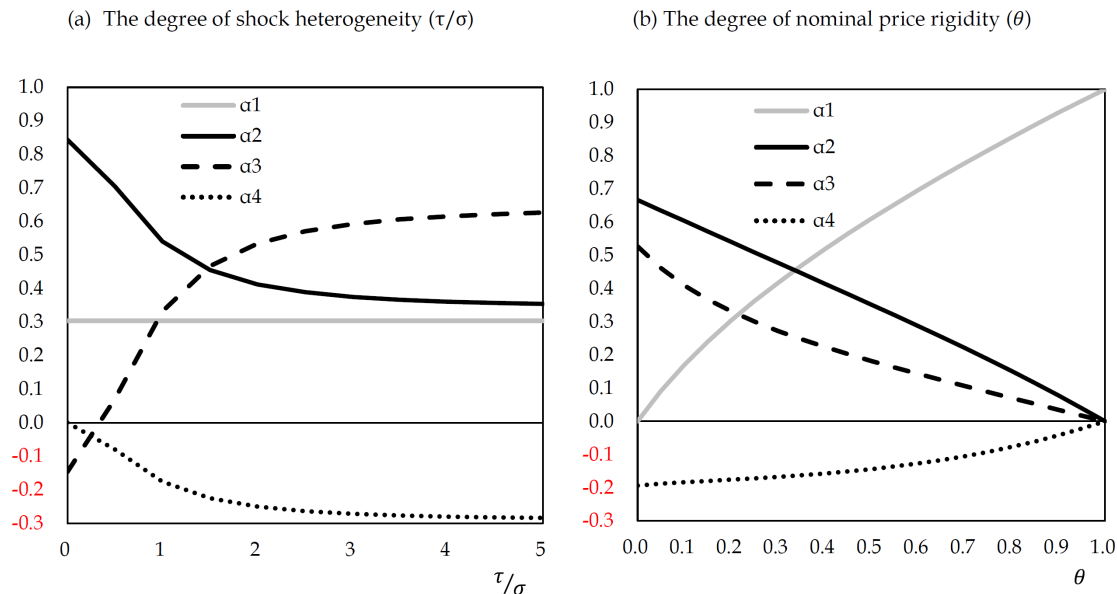 (a) The degree of shock heterogeneity (τ/σ)
1.0
0.9
0.8
0.7
0.6
0.5
0.4
0.3
0.2
0.1
0.0
-0.1
-0.2
-0.3
α1
α2
α3
α4
0 1 2 3 4 5
τ/σ
(b) The degree of nominal price rigidity (θ)
1.0
0.9
0.8
0.7
0.6
0.5
0.4
0.3
0.2
0.1
0.0
-0.1
-0.2
-0.3
α1
α2
α3
α4
0.0 0.1 0.2 0.3 0.4 0.5 0.6 0.7 0.8 0.9 1.0
θ